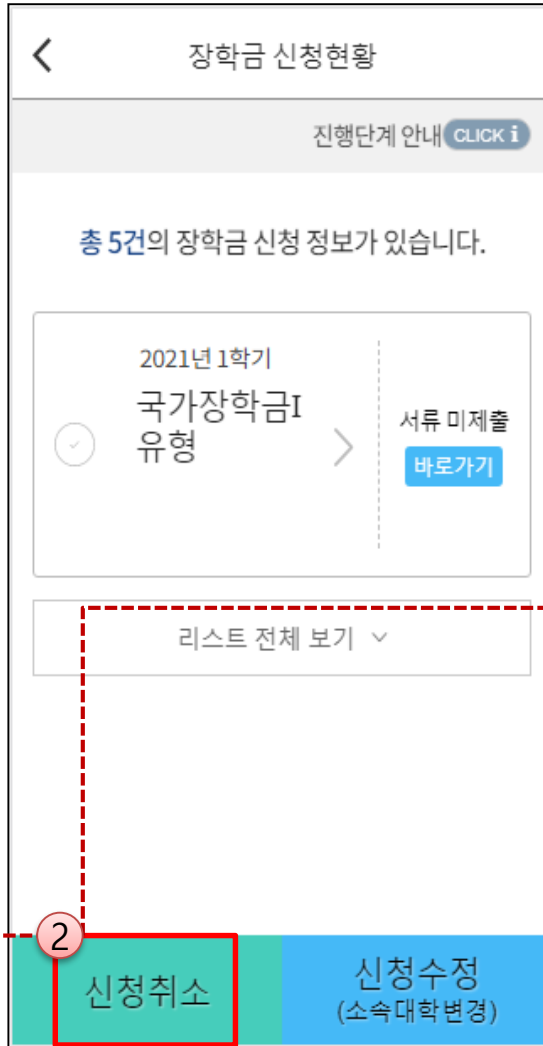 장학금 신청현황
진행단계 안내 CLICK i
총 5건의 장학금 신청 정보가 있습니다.
2021년 1학기
국가장학금I
유형
서류 미제출
바로가기
리스트 전체 보기
2
신청취소
신청수정
(소속대학변경)